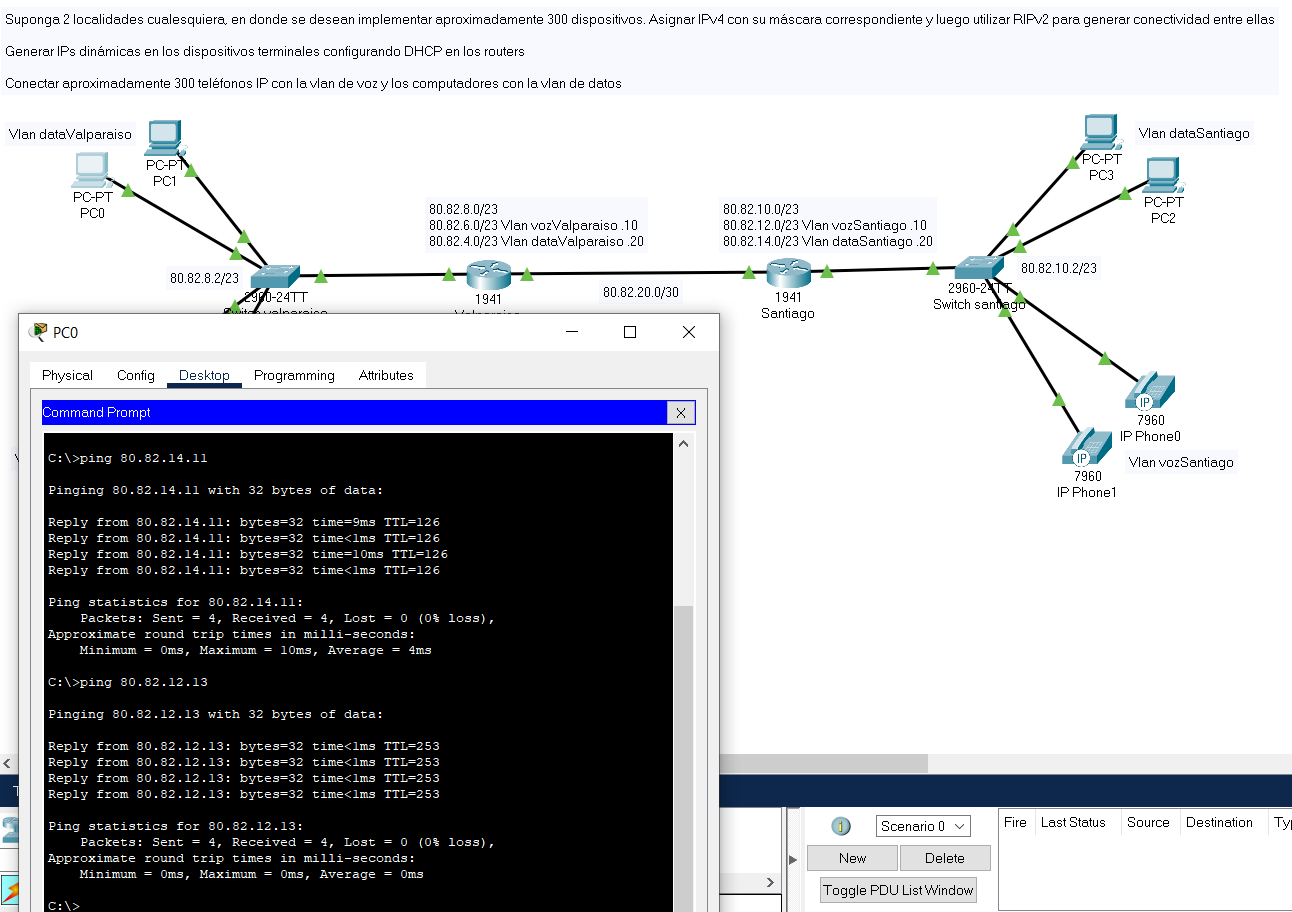 Suponga 2 localidades cualesquiera, en donde se desean implementar aproximadamente 300 dispositivos. Asignar IPv4 con su máscara correspondiente y luego utilizar RIPv2 para generar conectividad entre ellas
Generar IPs dinámicas en los dispositivos terminales configurando DHCP en los routers
Conectar aproximadamente 300 teléfonos IP con la vlan de voz y los computadores con la vlan de datos
Vlan dataValparaiso
PC-PT
PC1
PC-PT
PC0
80.82.8.2/23
2960-24TT
Switch valparaiso
80.82.8.0/23
80.82.6.0/23 Vlan vozValparaiso .10
80.82.4.0/23 Vlan dataValparaiso .20
1941
80.82.20.0/30
80.82.10.0/23
80.82.12.0/23 Vlan vozSantiago .10
80.82.14.0/23 Vlan dataSantiago .20
1941
Santiago
Vlan dataSantiago
PC-PT
PC3
PC-PT
PC2
80.82.10.2/23
2960-24TT
Switch santiago
IP
7960
IP Phone0
IP
7960
IP Phone1
Vlan vozSantiago
PC0
Physical Config Desktop Programming Attributes
Command Prompt
X
C:\>ping 80.82.14.11
Pinging 80.82.14.11 with 32 bytes of data:
Reply from 80.82.14.11: bytes=32 time=9ms TTL=126
Reply from 80.82.14.11: bytes=32 time<1ms TTL=126
Reply from 80.82.14.11: bytes=32 time=10ms TTL=126
Reply from 80.82.14.11: bytes=32 time<1ms TTL=126
Ping statistics for 80.82.14.11:
Packets: Sent = 4, Received = 4, Lost = 0 (0% loss),
Approximate round trip times in milli-seconds:
Minimum = 0ms, Maximum = 10ms, Average = 4ms
C:\>ping 80.82.12.13
Pinging 80.82.12.13 with 32 bytes of data:
Reply from 80.82.12.13: bytes=32 time<1ms TTL=253
Reply from 80.82.12.13: bytes=32 time<1ms TTL=253
Reply from 80.82.12.13: bytes=32 time<1ms TTL=253
Reply from 80.82.12.13: bytes=32 time<1ms TTL=253
Ping statistics for 80.82.12.13:
Packets: Sent = 4, Received = 4, Lost = 0 (0% loss),
Approximate round trip times in milli-seconds:
Minimum = 0ms, Maximum = 0ms, Average = 0ms
C:\>
Scenario 0
New Delete
Toggle PDU List Window
Fire Last Status Source Destination